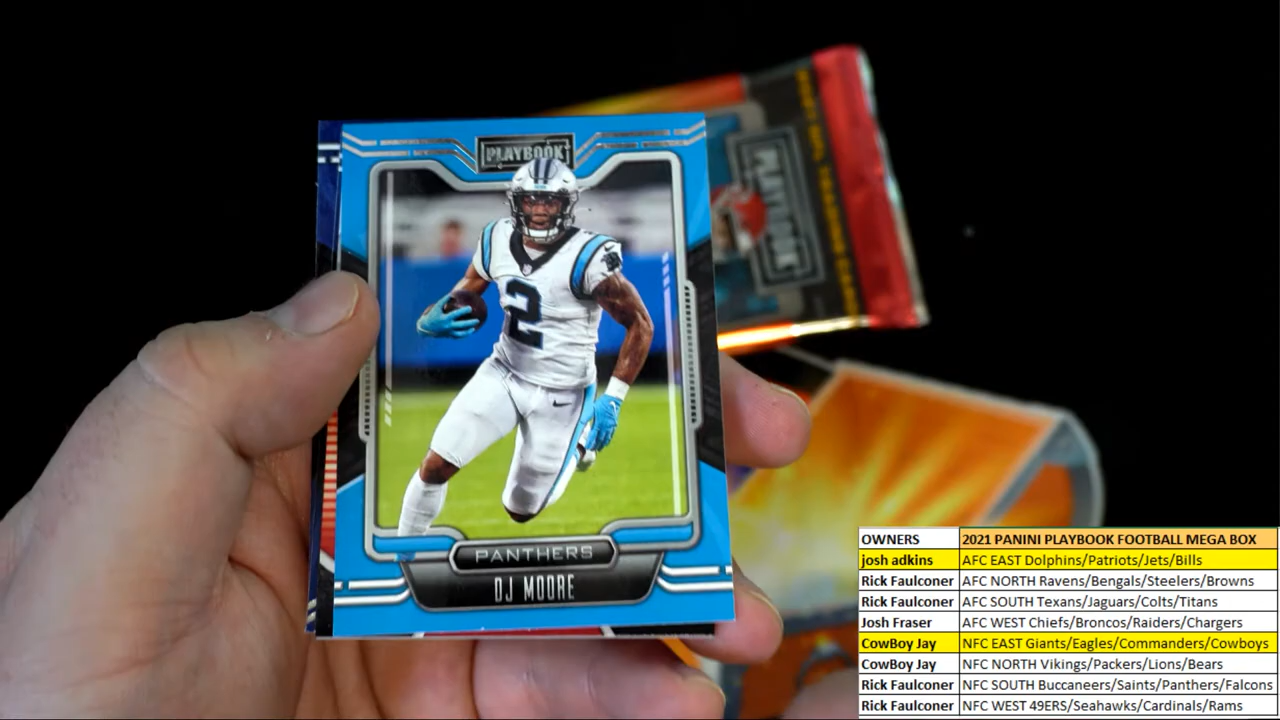 PLAYBOOK
2
PANTHERS
DJ MOORE
PLAYBOOK
OWNERS 2021 PANINI PLAYBOOK FOOTBALL MEGA BOX
josh adkins AFC EAST Dolphins/Patriots/Jets/Bills
Rick Faulconer AFC NORTH Ravens/Bengals/Steelers/Browns
Rick Faulconer AFC SOUTH Texans/Jaguars/Colts/Titans
Josh Fraser AFC WEST Chiefs/Broncos/Raiders/Chargers
CowBoy Jay NFC EAST Giants/Eagles/Commanders/Cowboys
CowBoy Jay NFC NORTH Vikings/Packers/Lions/Bears
Rick Faulconer NFC SOUTH Buccaneers/Saints/Panthers/Falcons
Rick Faulconer NFC WEST 49ERS/Seahawks/Cardinals/Rams